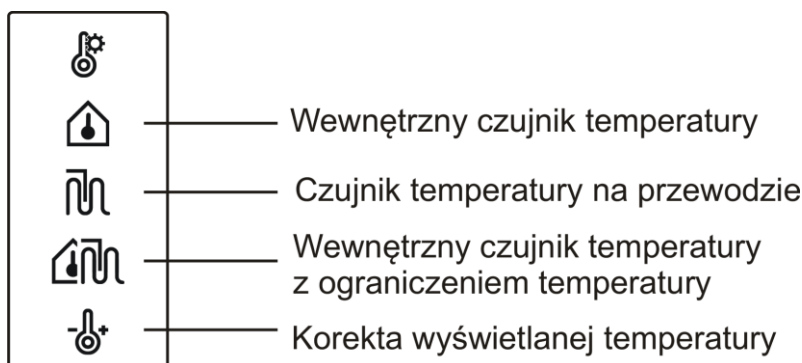 Wewnętrzny czujnik temperatury
Czujnik temperatury na przewodzie
Wewnętrzny czujnik temperatury
z ograniczeniem temperatury
Korekta wyświetlanej temperatury